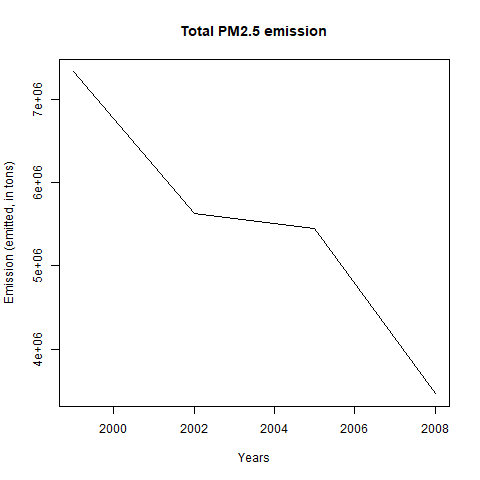 Total PM2.5 emission
Emission (emitted, in tons)
7e+06
6e+06
5e+06
4e+06
2000 2002 2004 2006 2008
Years